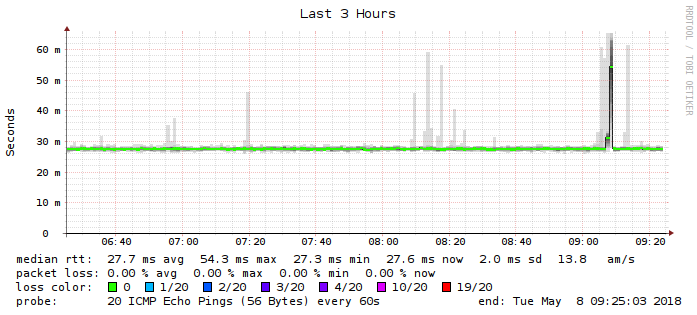 Last 3 Hours
RRDTOOL / TOBI OETIKER
Seconds
60 m
50 m
40 m
30 m
20 m
10 m
0
06:40 07:00 07:20 07:40 08:00 08:20 08:40 09:00 09:20
median rtt: 27.7 ms avg 54.3 ms max 27.3 ms min 27.6 ms now 2.0 ms sd 13.8 am/s
packet loss: 0.00 % avg 0.00 % max 0.00 % min 0.00 % now
loss color: 0 1/20 2/20 3/20 4/20 10/20 19/20
probe: 20 ICMP Echo Pings (56 Bytes) every 60s end: Tue May 8 09:25:03 2018